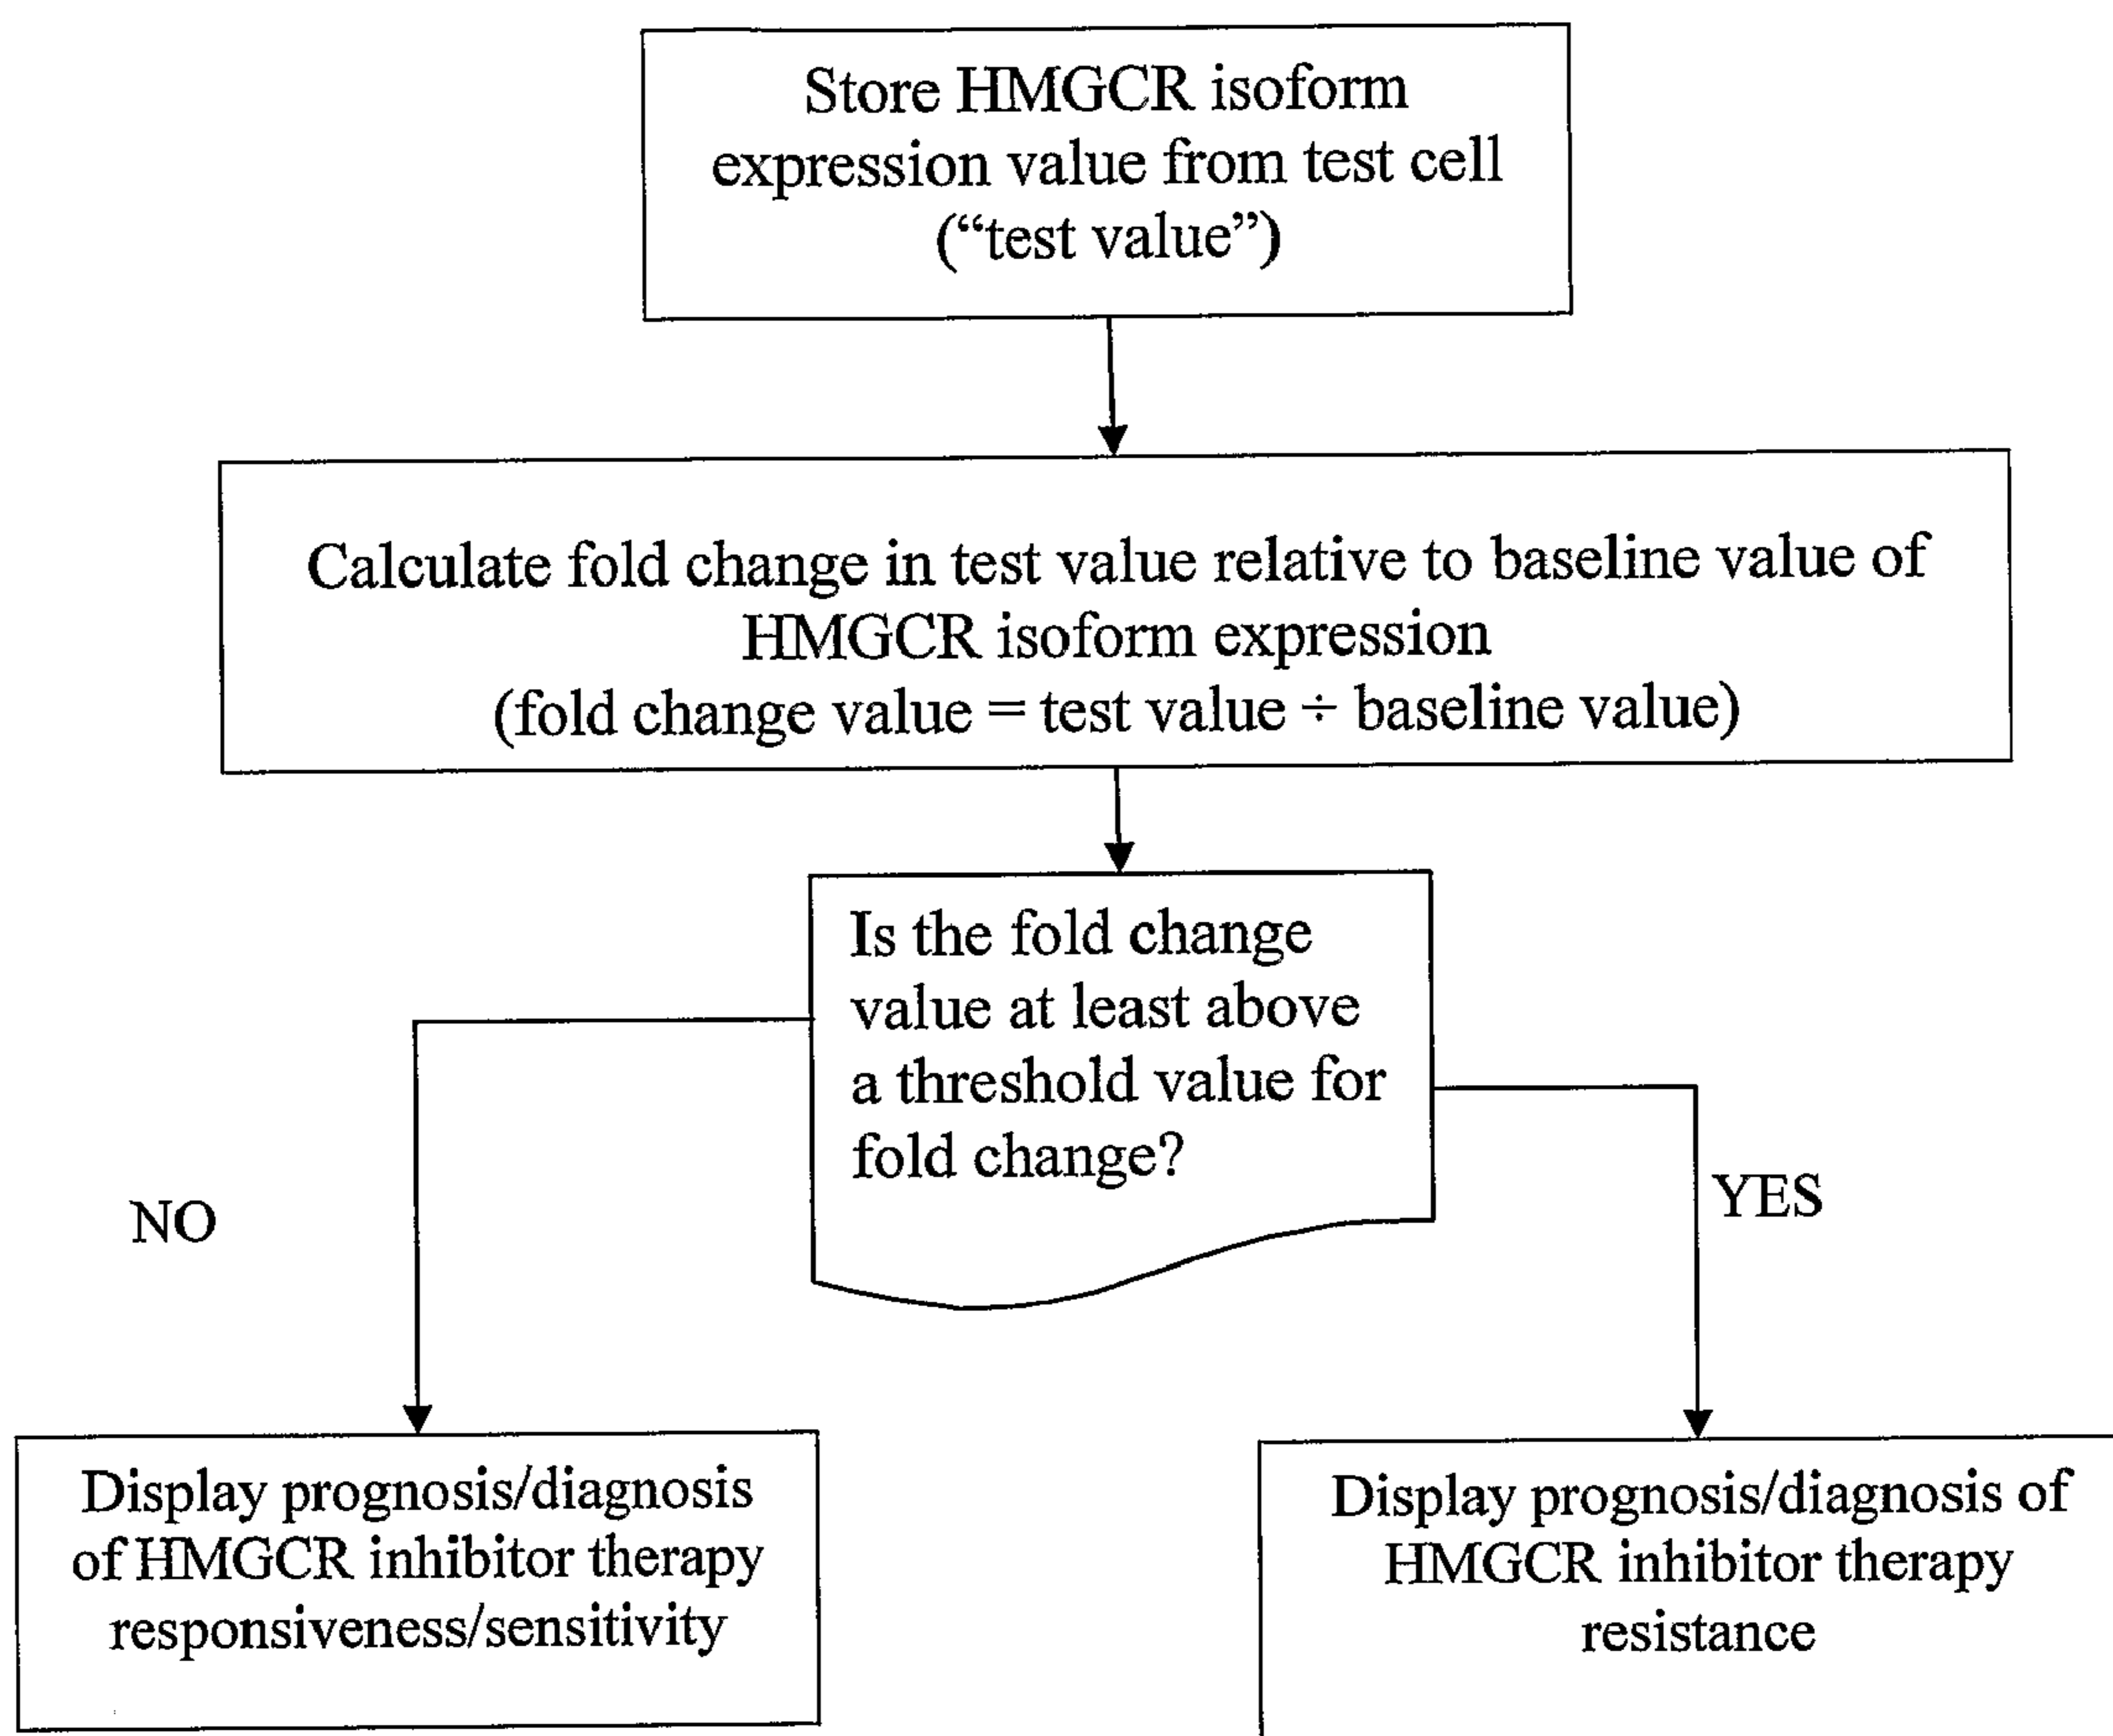 Store HMGCR isoform
expression value from test cell
(“test value”)
Calculate fold change in test value relative to baseline value of
HMGCR isoform expression
(fold change value = test value ÷ baseline value)
Is the fold change
value at least above
a threshold value for
fold change?
NO
YES
Display prognosis/diagnosis
of HMGCR inhibitor therapy
responsiveness/sensitivity
Display prognosis/diagnosis of
HMGCR inhibitor therapy
resistance